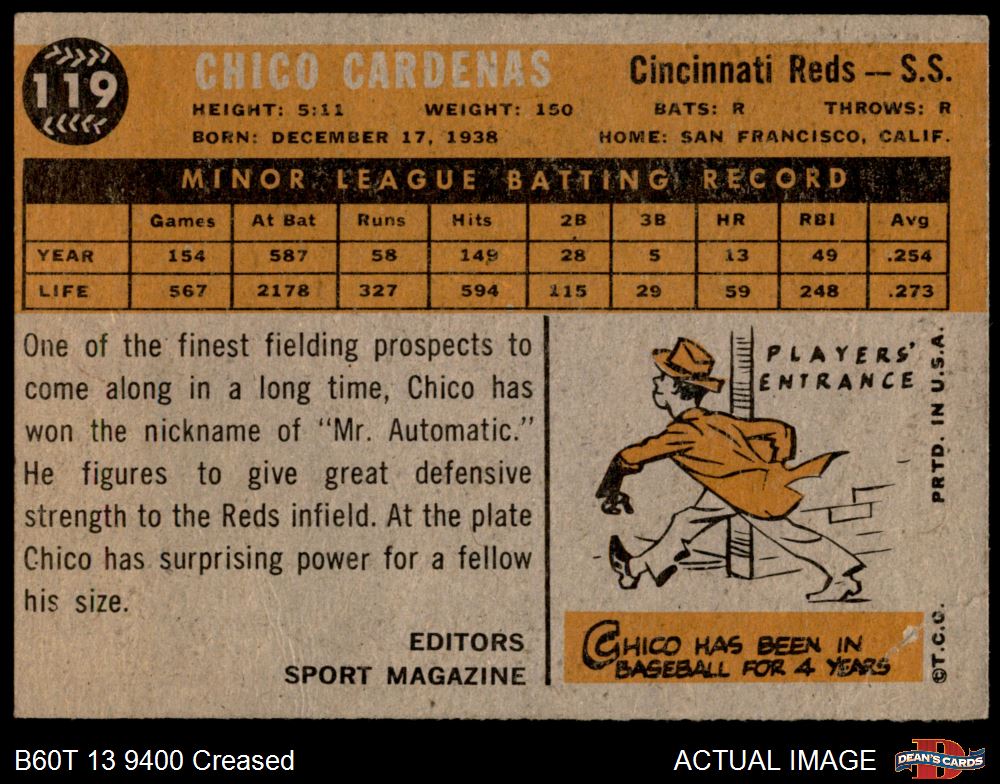 119
CHICO CARDENAS
Cincinnati Reds — S.S.
HEIGHT: 5:11 WEIGHT: 150 BATS: R THROWS: R
BORN: DECEMBER 17, 1938 HOME: SAN FRANCISCO, CALIF.
MINOR LEAGUE BATTING RECORD
Games At Bat Runs Hits 2B 3B HR RBI Avg
YEAR 154 587 58 149 28 5 13 49 .254
LIFE 567 2178 327 594 115 29 59 248 .273
One of the finest fielding prospects to
come along in a long time, Chico has
won the nickname of "Mr. Automatic."
He figures to give great defensive
strength to the Reds infield. At the plate
Chico has surprising power for a fellow
his size.
EDITORS
SPORT MAGAZINE
PLAYERS'
ENTRANCE
CHICO HAS BEEN IN
BASEBALL FOR 4 YEARS
©T.C.G. PRTD. IN U.S.A.
B60T 13 9400 Creased
ACTUAL IMAGE
DEAN'S CARDS